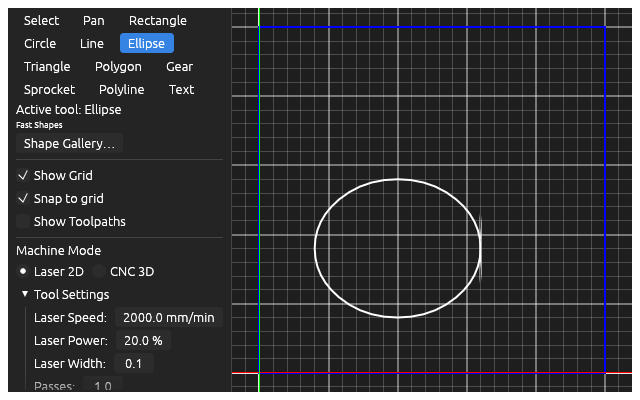 Select Pan Rectangle
Circle Line Ellipse
Triangle Polygon Gear
Sprocket Polyline Text
Active tool: Ellipse
Fast Shapes
Shape Gallery...
Show Grid
Snap to grid
Show Toolpaths
Machine Mode
Laser 2D CNC 3D
Tool Settings
Laser Speed: 2000.0 mm/min
Laser Power: 20.0 %
Laser Width: 0.1
Passes: 1.0